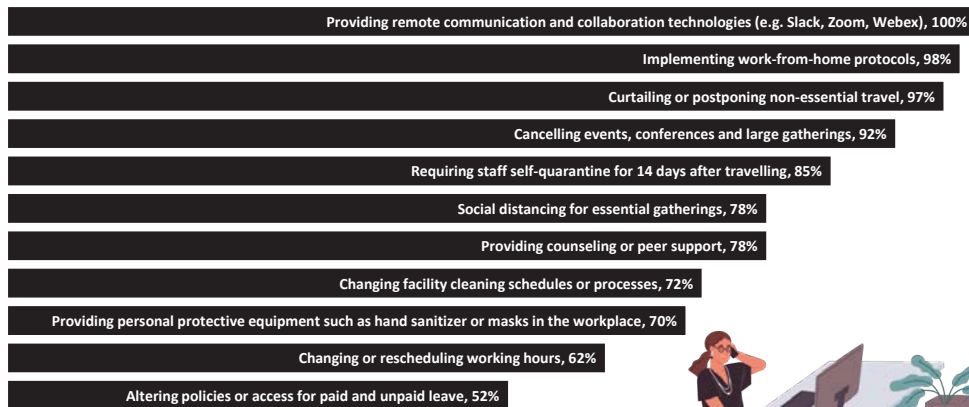 Providing remote communication and collaboration technologies (e.g. Slack, Zoom, Webex), 100%
Implementing work-from-home protocols, 98%
Curtailing or postponing non-essential travel, 97%
Cancelling events, conferences and large gatherings, 92%
Requiring staff self-quarantine for 14 days after travelling, 85%
Social distancing for essential gatherings, 78%
Providing counseling or peer support, 78%
Changing facility cleaning schedules or processes, 72%
Providing personal protective equipment such as hand sanitizer or masks in the workplace, 70%
Changing or rescheduling working hours, 62%
Altering policies or access for paid and unpaid leave, 52%